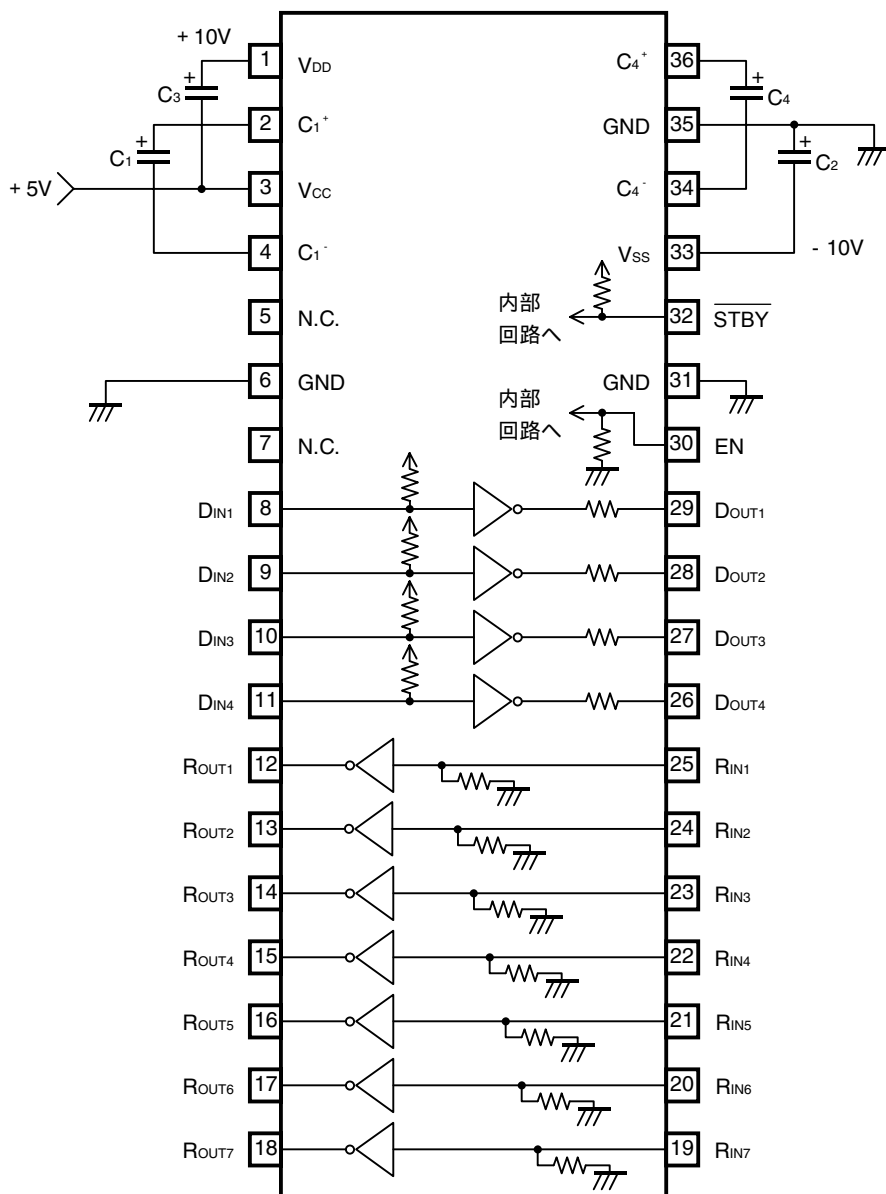 + 10V
1 VDD C4+ 36
C3 C4
2 C1+ GND 35
C1 C2
+ 5V 3 VCC C4- 34
4 C1- VSS 33 - 10V
5 N.C. 内部 32 STBY
回路へ
6 GND GND 31
内部
回路へ
7 N.C. 30 EN
DIN1 8 29 DOUT1
DIN2 9 28 DOUT2
DIN3 10 27 DOUT3
DIN4 11 26 DOUT4
ROUT1 12 25 RIN1
ROUT2 13 24 RIN2
ROUT3 14 23 RIN3
ROUT4 15 22 RIN4
ROUT5 16 21 RIN5
ROUT6 17 20 RIN6
ROUT7 18 19 RIN7
+
+
+
+